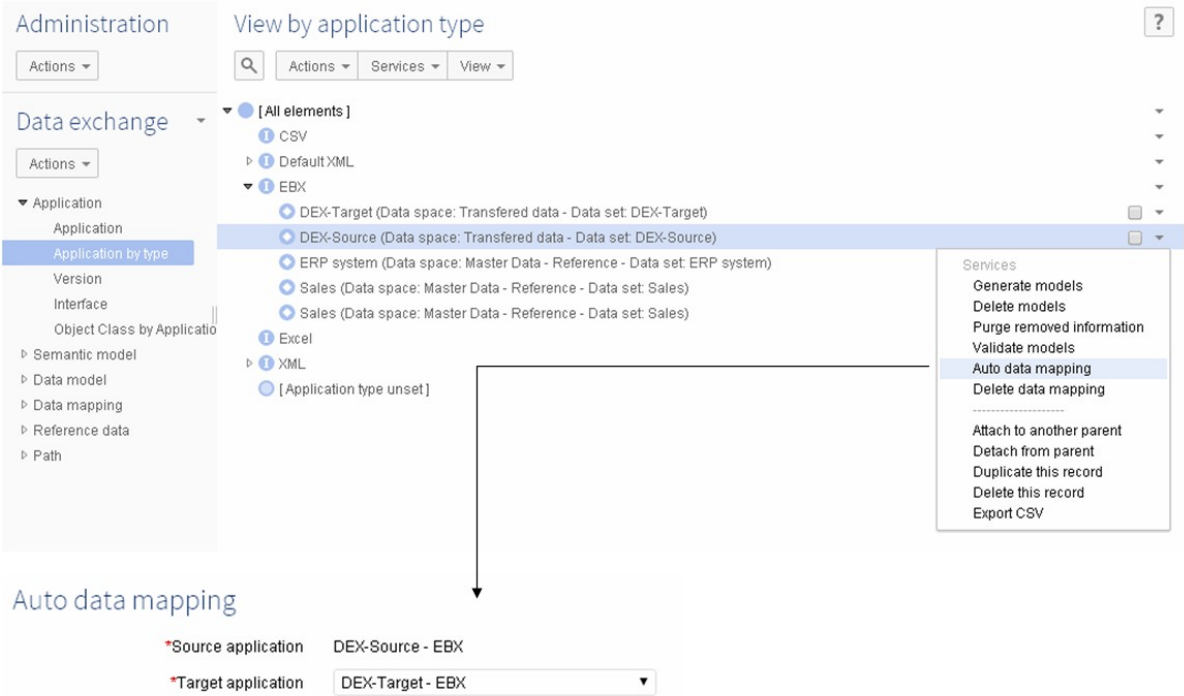 Administration
Actions
Data exchange
Actions
Application
Application
Application by type
Version
Interface
Object Class by Applicatio
Semantic model
Data model
Data mapping
Reference data
Path
View by application type
?
Actions Services View
[ All elements ]
CSV
Default XML
EBX
DEX-Target (Data space: Transfered data - Data set: DEX-Target)
DEX-Source (Data space: Transfered data - Data set: DEX-Source)
ERP system (Data space: Master Data - Reference - Data set: ERP system)
Sales (Data space: Master Data - Reference - Data set: Sales)
Sales (Data space: Master Data - Reference - Data set: Sales)
Excel
XML
[ Application type unset ]
Services
Generate models
Delete models
Purge removed information
Validate models
Auto data mapping
Delete data mapping
--------------------
Attach to another parent
Detach from parent
Duplicate this record
Delete this record
Export CSV
Auto data mapping
*Source application DEX-Source - EBX
*Target application DEX-Target - EBX